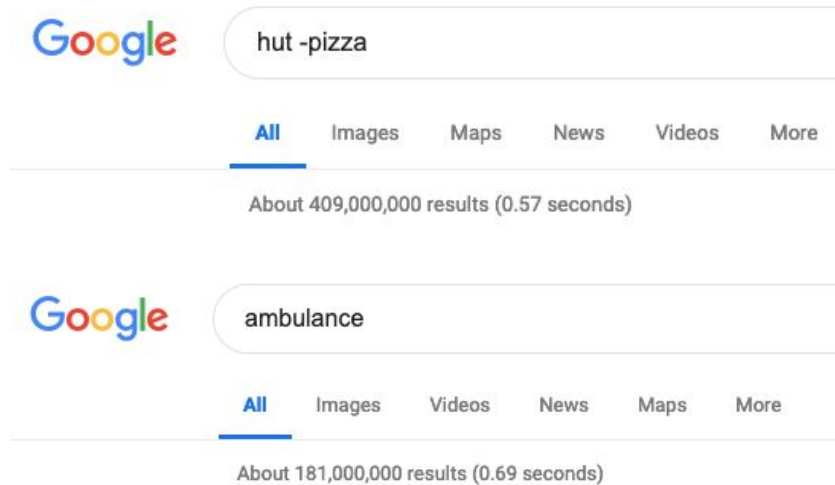 Google hut -pizza
All Images Maps News Videos More
About 409,000,000 results (0.57 seconds)
Google ambulance
All Images Videos News Maps More
About 181,000,000 results (0.69 seconds)